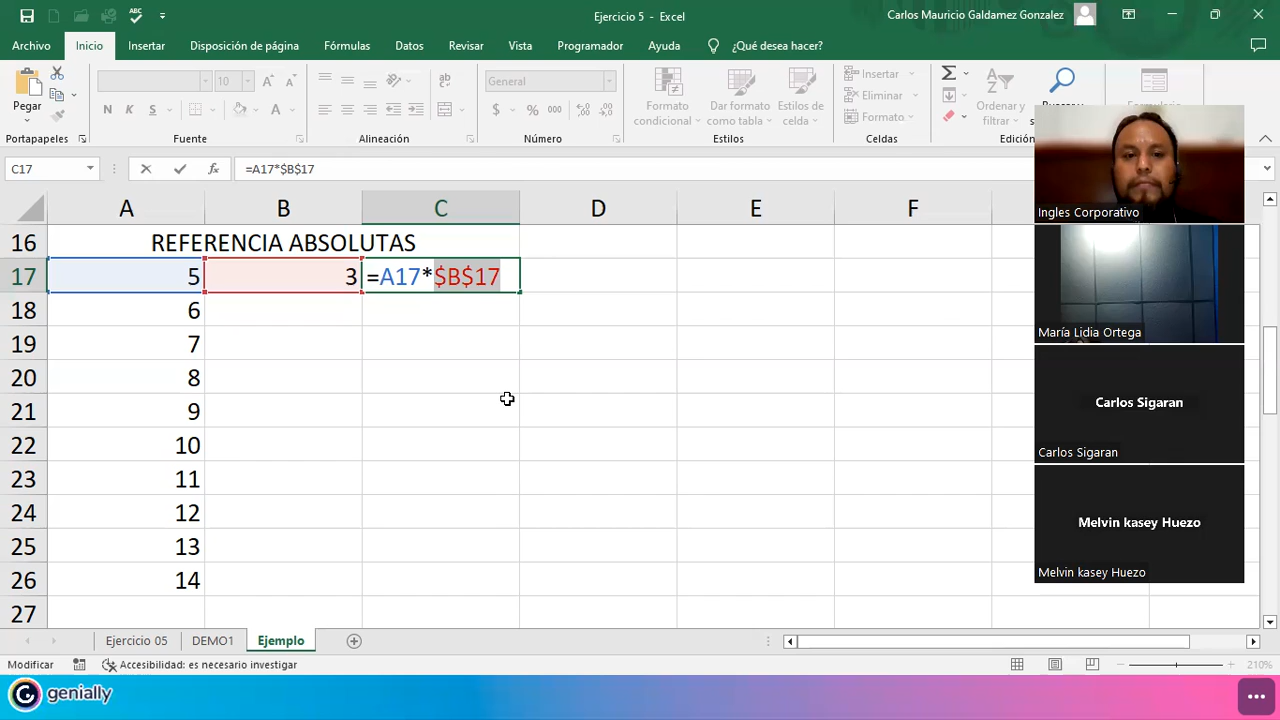 Ejercicio 5 - Excel
Carlos Mauricio Galdamez Gonzalez
Archivo Inicio Insertar Disposición de página Fórmulas Datos Revisar Vista Programador Ayuda ¿Qué desea hacer?
Pegar
10
N K S
A
ab
General
$ % 000
Formato condicional
Dar formato como tabla
Estilos de celda
Insertar
Eliminar
Formato
Ordenar y
filtrar
Portapapeles Fuente Alineación Número Estilos Celdas Edición
C17 fx =A17*$B$17
A B C D E F
16 REFERENCIA ABSOLUTAS
17 5 3 =A17*$B$17
18 6
19 7
20 8
21 9
22 10
23 11
24 12
25 13
26 14
27
Ingles Corporativo
María Lidia Ortega
Carlos Sigaran
Carlos Sigaran
Melvin kasey Huezo
Melvin kasey Huezo
Ejercicio 05 DEMO1 Ejemplo
Modificar Accesibilidad: es necesario investigar 210%
genially